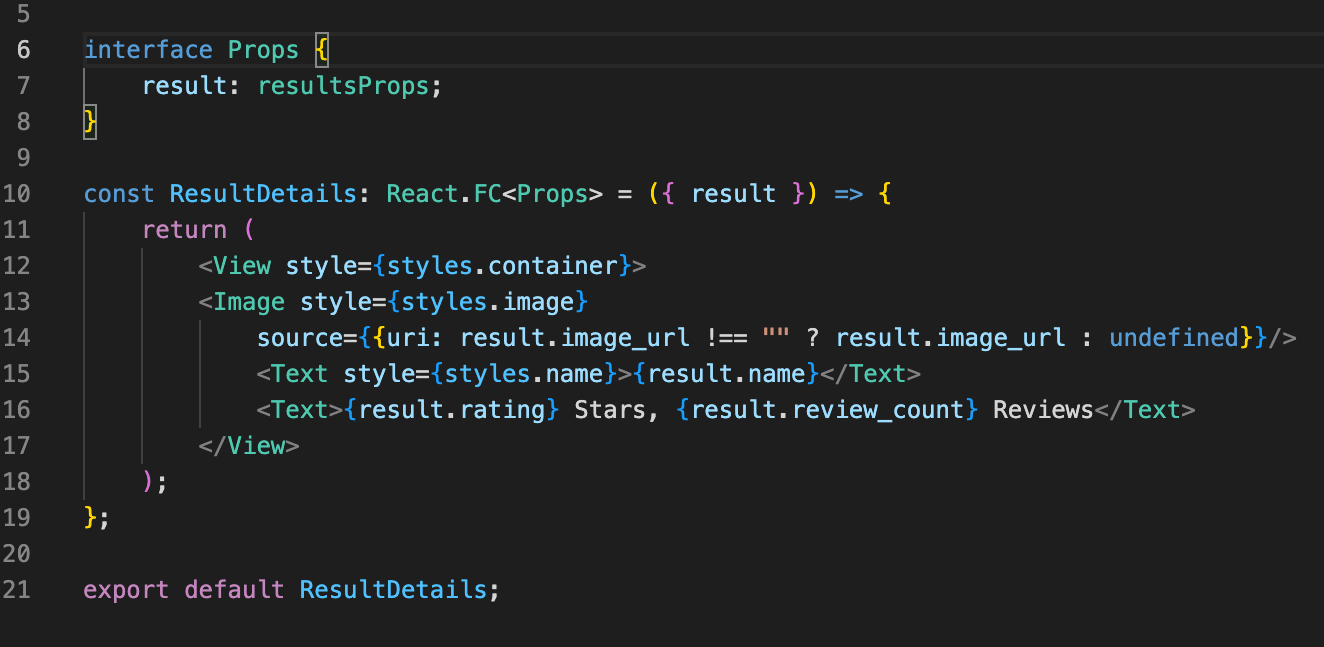 5
6 interface Props {
7     result: resultsProps;
8 }
9
10 const ResultDetails: React.FC<Props> = ({ result }) => {
11     return (
12         <View style={styles.container}>
13         <Image style={styles.image}
14             source={{uri: result.image_url !== "" ? result.image_url : undefined}}/>
15             <Text style={styles.name}>{result.name}</Text>
16             <Text>{result.rating} Stars, {result.review_count} Reviews</Text>
17         </View>
18     );
19 };
20
21 export default ResultDetails;